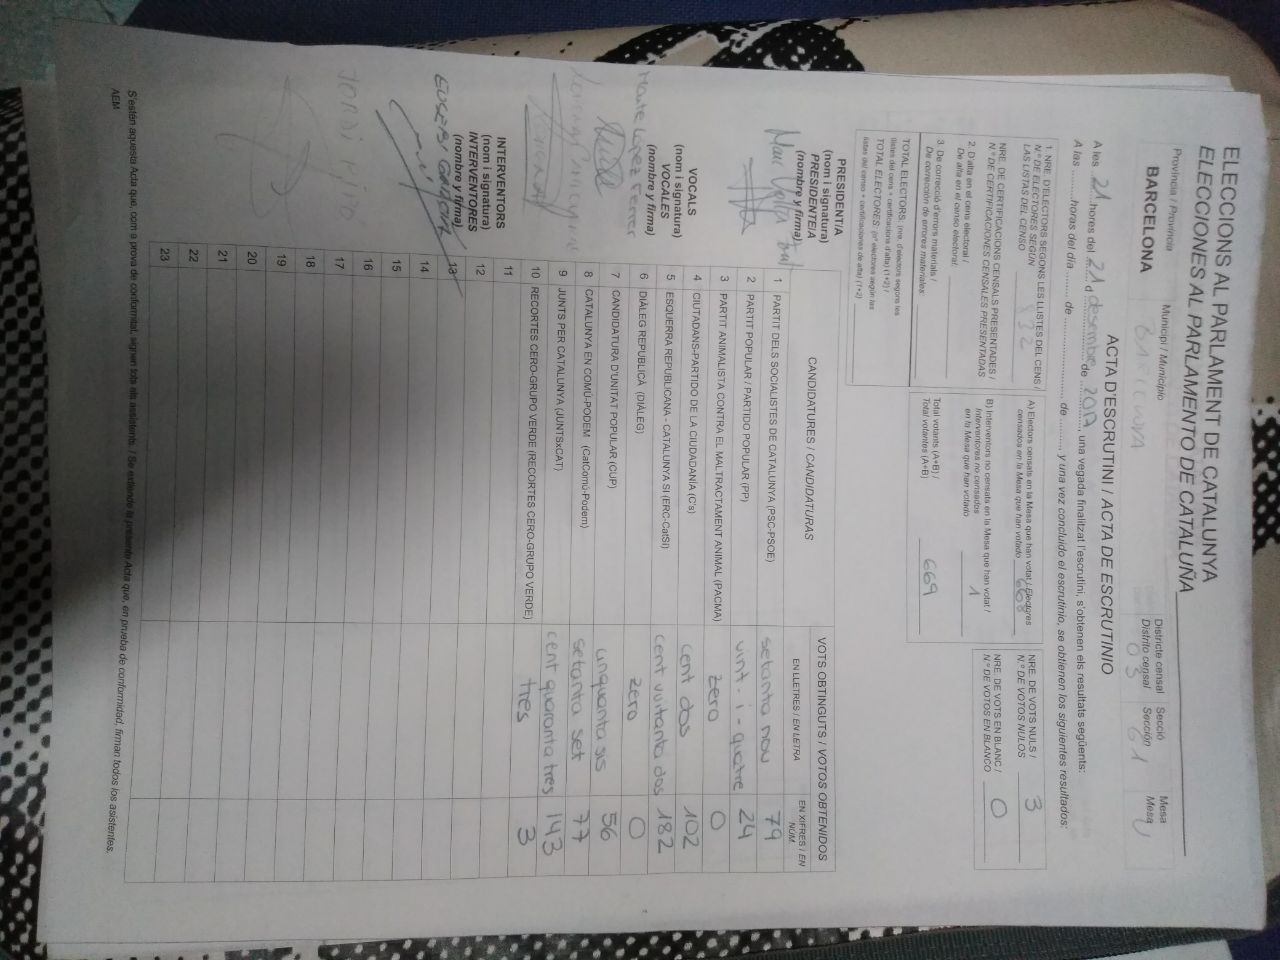 ELECCIONS AL PARLAMENT DE CATALUNYA
ELECCIONES AL PARLAMENTO DE CATALUÑA
Província / Provincia
BARCELONA
Municipi / Municipio
BARCELONA
Districte censal
Distrito censal
03
Secció
Sección
61
Mesa
Mesa
U
ACTA D'ESCRUTINI / ACTA DE ESCRUTINIO
A les 21 hores del 21 d desembre de 2017 una vegada finalitzat l'escrutini, s'obtenen els resultats següents:
A las horas del día de de y una vez concluido el escrutinio, se obtienen los siguientes resultados:
1. NRE. D'ELECTORS SEGONS LES LLISTES DEL CENS /
N.º DE ELECTORES SEGÚN
LAS LISTAS DEL CENSO 832
NRE. DE CERTIFICACIONS CENSALS PRESENTADES /
N.º DE CERTIFICACIONES CENSALES PRESENTADAS
2. D'alta en el cens electoral /
De alta en el censo electoral:
3. De correcció d'errors materials /
De corrección de errores materiales:
TOTAL ELECTORS: (nre. d'electors segons les
llistes del cens + certificacions d'alta) (1+2) /
TOTAL ELECTORES: (nº electores según las
listas del censo + certificaciones de alta) (1+2)
A) Electors censats en la Mesa que han votat / Electores
censados en la Mesa que han votado 668
B) Interventors no censats en la Mesa que han votat /
Interventores no censados
en la Mesa que han votado 1
Total votants (A+B) /
Total votantes (A+B) 669
NRE. DE VOTS NULS /
N.º DE VOTOS NULOS 3
NRE. DE VOTS EN BLANC /
N.º DE VOTOS EN BLANCO 0
PRESIDENTIA
(nom i signatura)
PRESIDENTE/A
(nombre y firma)
VOCALS
(nom i signatura)
VOCALES
(nombre y firma)
Maite López Ferrer
INTERVENTORS
(nom i signatura)
INTERVENTORES
(nombre y firma)
CANDIDATURES / CANDIDATURAS
VOTS OBTINGUTS / VOTOS OBTENIDOS
EN LLETRES / EN LETRA
EN XIFRES / EN NÚM.
1 PARTIT DELS SOCIALISTES DE CATALUNYA (PSC-PSOE) setanta nou 79
2 PARTIT POPULAR / PARTIDO POPULAR (PP) vint-i-quatre 24
3 PARTIT ANIMALISTA CONTRA EL MALTRACTAMENT ANIMAL (PACMA) zero 0
4 CIUTADANS-PARTIDO DE LA CIUDADANÍA (C's) cent dos 102
5 ESQUERRA REPUBLICANA - CATALUNYA SI (ERC-CatSí) cent vuitanta dos 182
6 DIÀLEG REPUBLICÀ (DIÀLEG) zero 0
7 CANDIDATURA D'UNITAT POPULAR (CUP) cinquanta sis 56
8 CATALUNYA EN COMÚ-PODEM (CatComú-Podem) setanta set 77
9 JUNTS PER CATALUNYA (JUNTSxCAT) cent quaranta tres 143
10 RECORTES CERO-GRUPO VERDE (RECORTES CERO-GRUPO VERDE) tres 3
11
12
13
14
15
16
17
18
19
20
21
22
23
S'estén aquesta Acta que, com a prova de conformitat, signen tots els assistents. / Se extiende la presente Acta que, en prueba de conformidad, firman todos los asistentes.
AEM